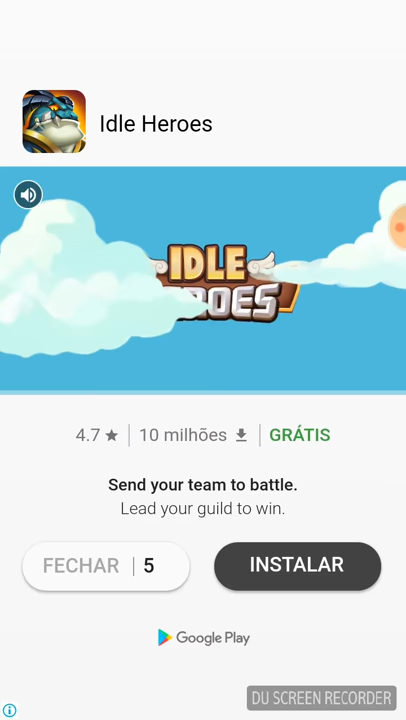 Idle Heroes
IDLE
HEROES
4.7 ★ | 10 milhões | GRÁTIS
Send your team to battle.
Lead your guild to win.
FECHAR | 5
INSTALAR
Google Play
DU SCREEN RECORDER